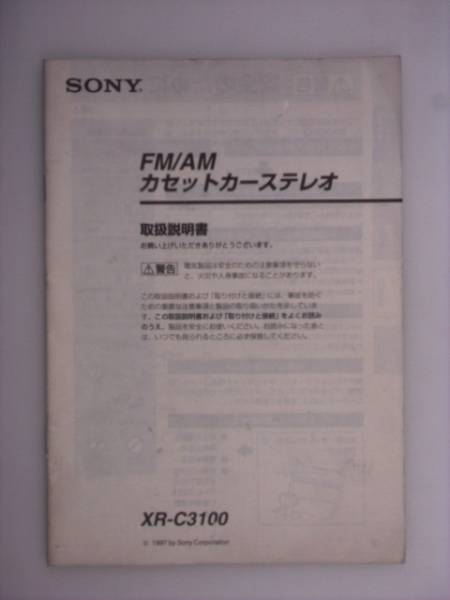 SONY.
FM/AM
カセットカーステレオ
取扱説明書
お買い上げいただきありがとうございます。
⚠警告
電気製品は安全のための注意事項を守らない
と、火災や人身事故になることがあります。
この取扱説明書および「取り付けと接続」には、事故を防ぐ
ための重要な注意事項と製品の取り扱いかたを示していま
す。この取扱説明書および「取り付けと接続」をよくお読み
のうえ、製品を安全にお使いください。お読みになったあと
は、いつでも見られるところに必ず保管してください。
XR-C3100
© 1997 by Sony Corporation